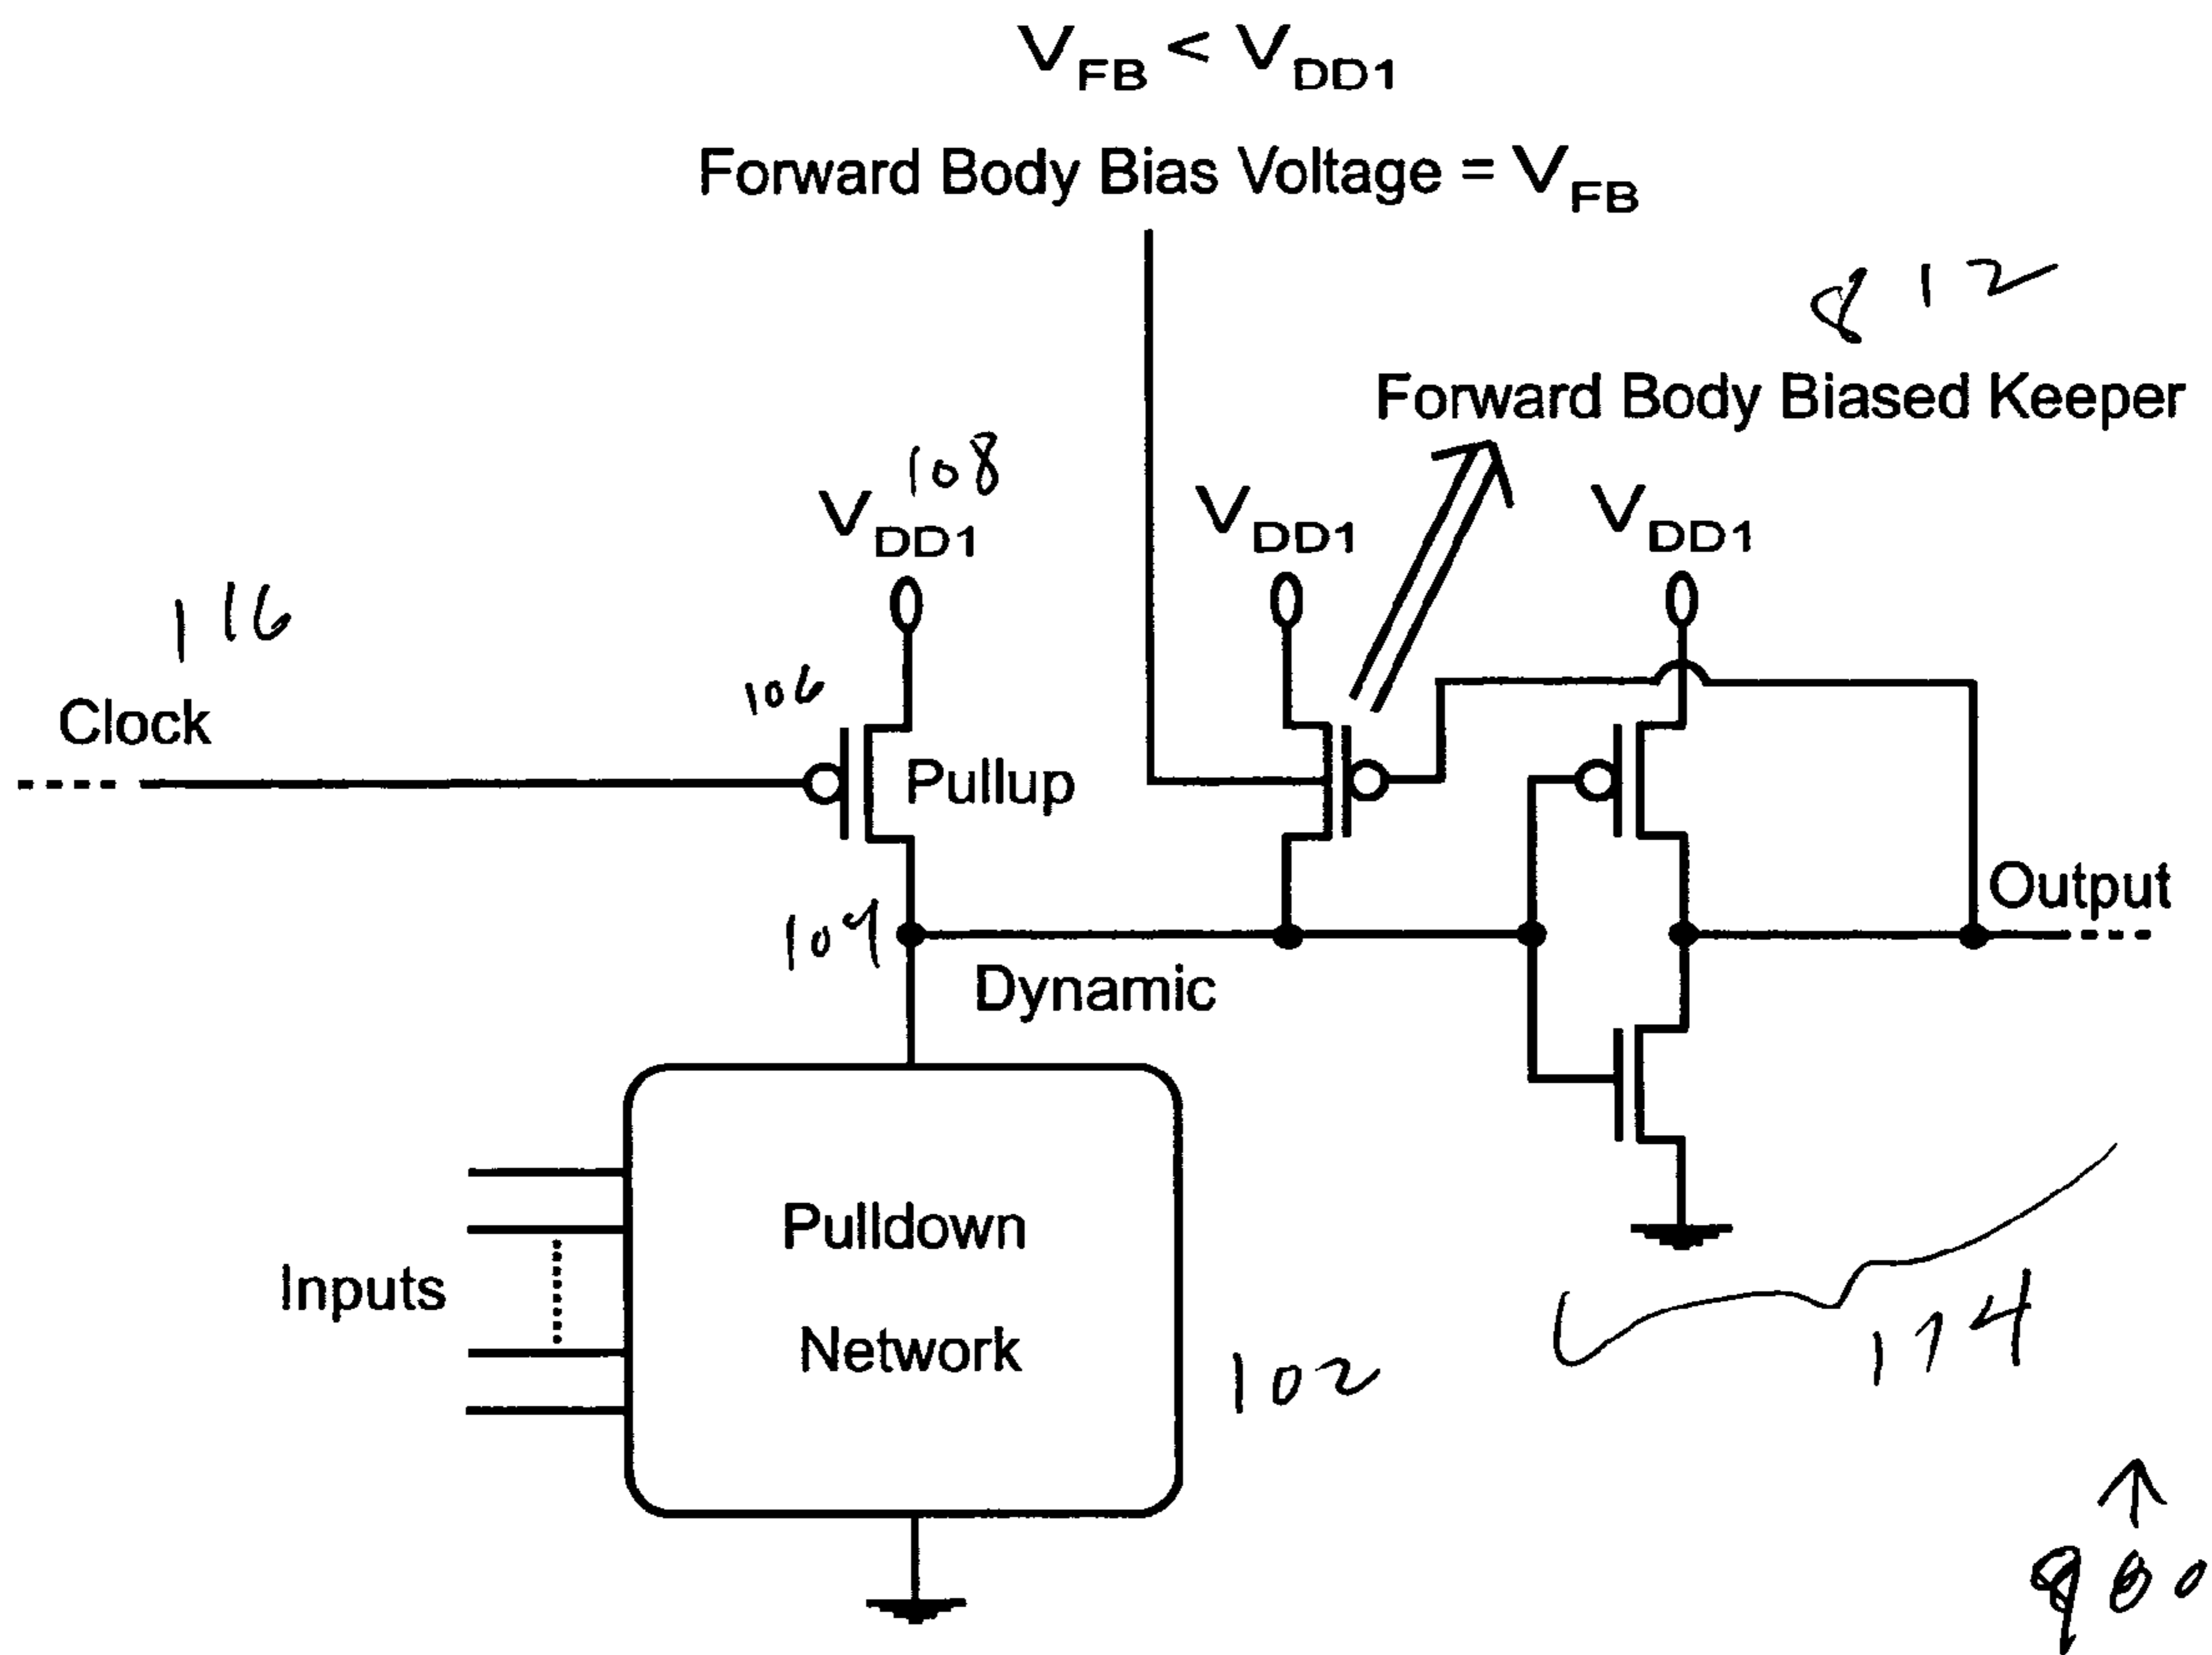 V_FB < V_DD1
Forward Body Bias Voltage = V_FB
812
Forward Body Biased Keeper
108
V_DD1
V_DD1
V_DD1
116
106
Clock
Pullup
Output
104
Dynamic
Pulldown
Inputs
Network
102
114